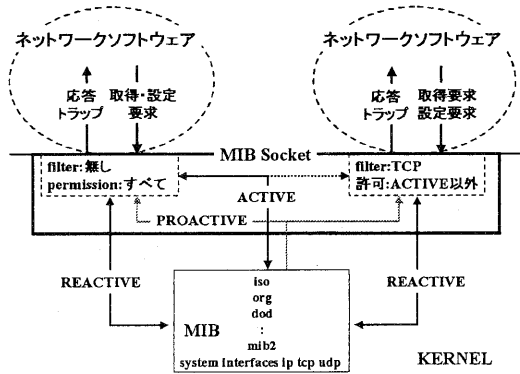 ネットワークソフトウェア
ネットワークソフトウェア
応答
トラップ
取得・設定
要求
応答
トラップ
取得要求
設定要求
MIB Socket
filter:無し
permission:すべて
filter:TCP
許可:ACTIVE以外
ACTIVE
PROACTIVE
REACTIVE
REACTIVE
iso
org
dod
:
MIB
mib2
system interfaces ip tcp udp
KERNEL